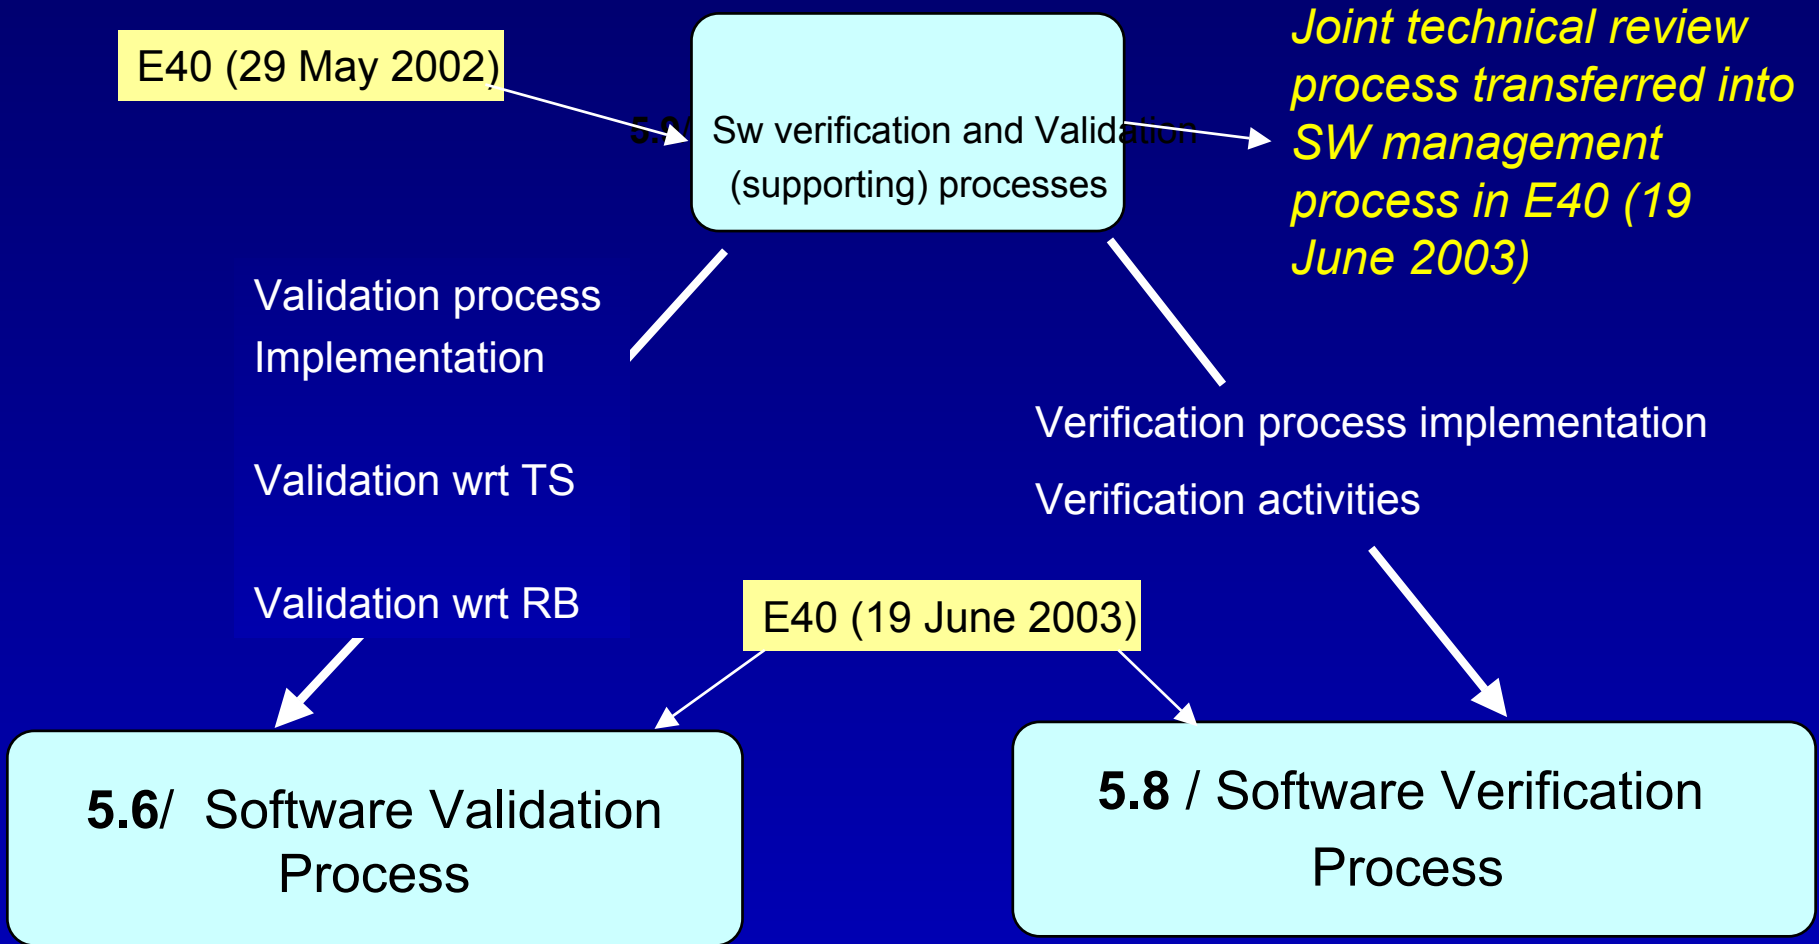 E40 (29 May 2002)
Sw verification and Validation
(supporting) processes
Joint technical review
process transferred into
SW management
process in E40 (19
June 2003)
Validation process
Implementation
Validation wrt TS
Validation wrt RB
Verification process implementation
Verification activities
E40 (19 June 2003)
5.6/ Software Validation
Process
5.8 / Software Verification
Process